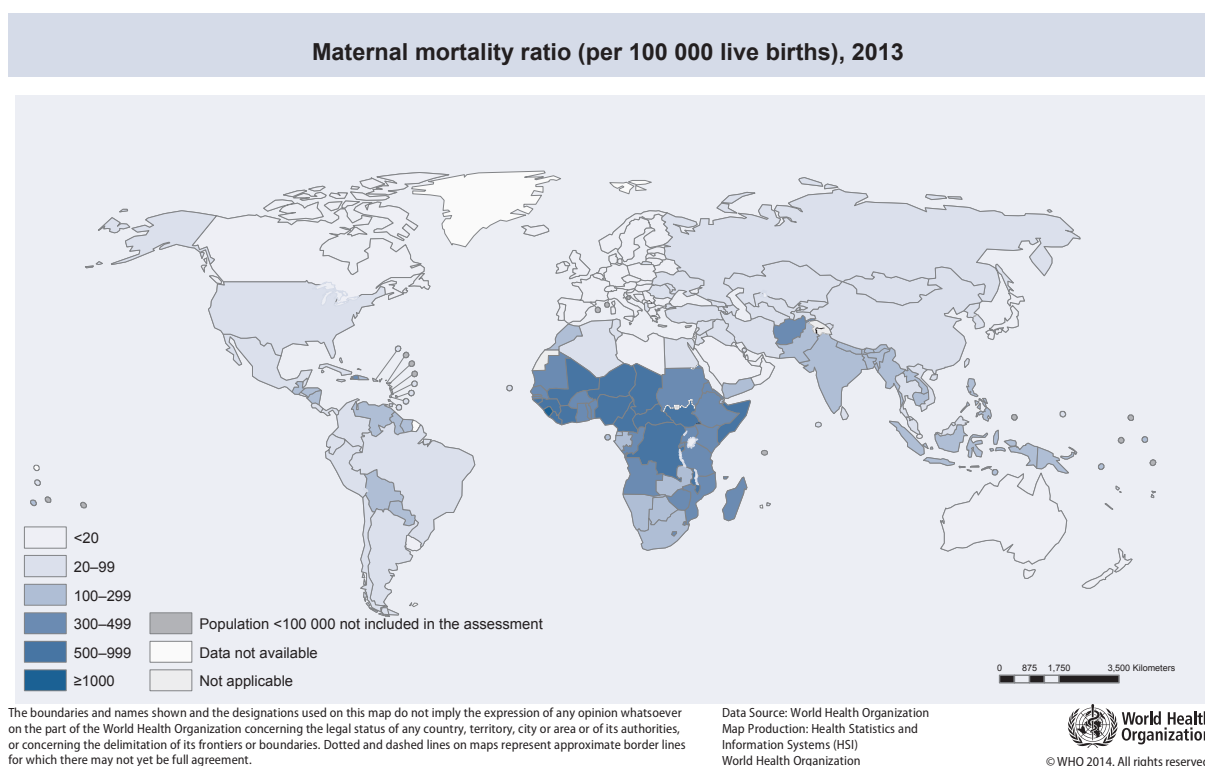 Maternal mortality ratio (per 100 000 live births), 2013
<20
20–99
100–299
300–499
500–999
≥1000
Population <100 000 not included in the assessment
Data not available
Not applicable
0 875 1,750 3,500 Kilometers
The boundaries and names shown and the designations used on this map do not imply the expression of any opinion whatsoever
on the part of the World Health Organization concerning the legal status of any country, territory, city or area or of its authorities,
or concerning the delimitation of its frontiers or boundaries. Dotted and dashed lines on maps represent approximate border lines
for which there may not yet be full agreement.
Data Source: World Health Organization
Map Production: Health Statistics and
Information Systems (HSI)
World Health Organization
World Health
Organization
© WHO 2014. All rights reserved